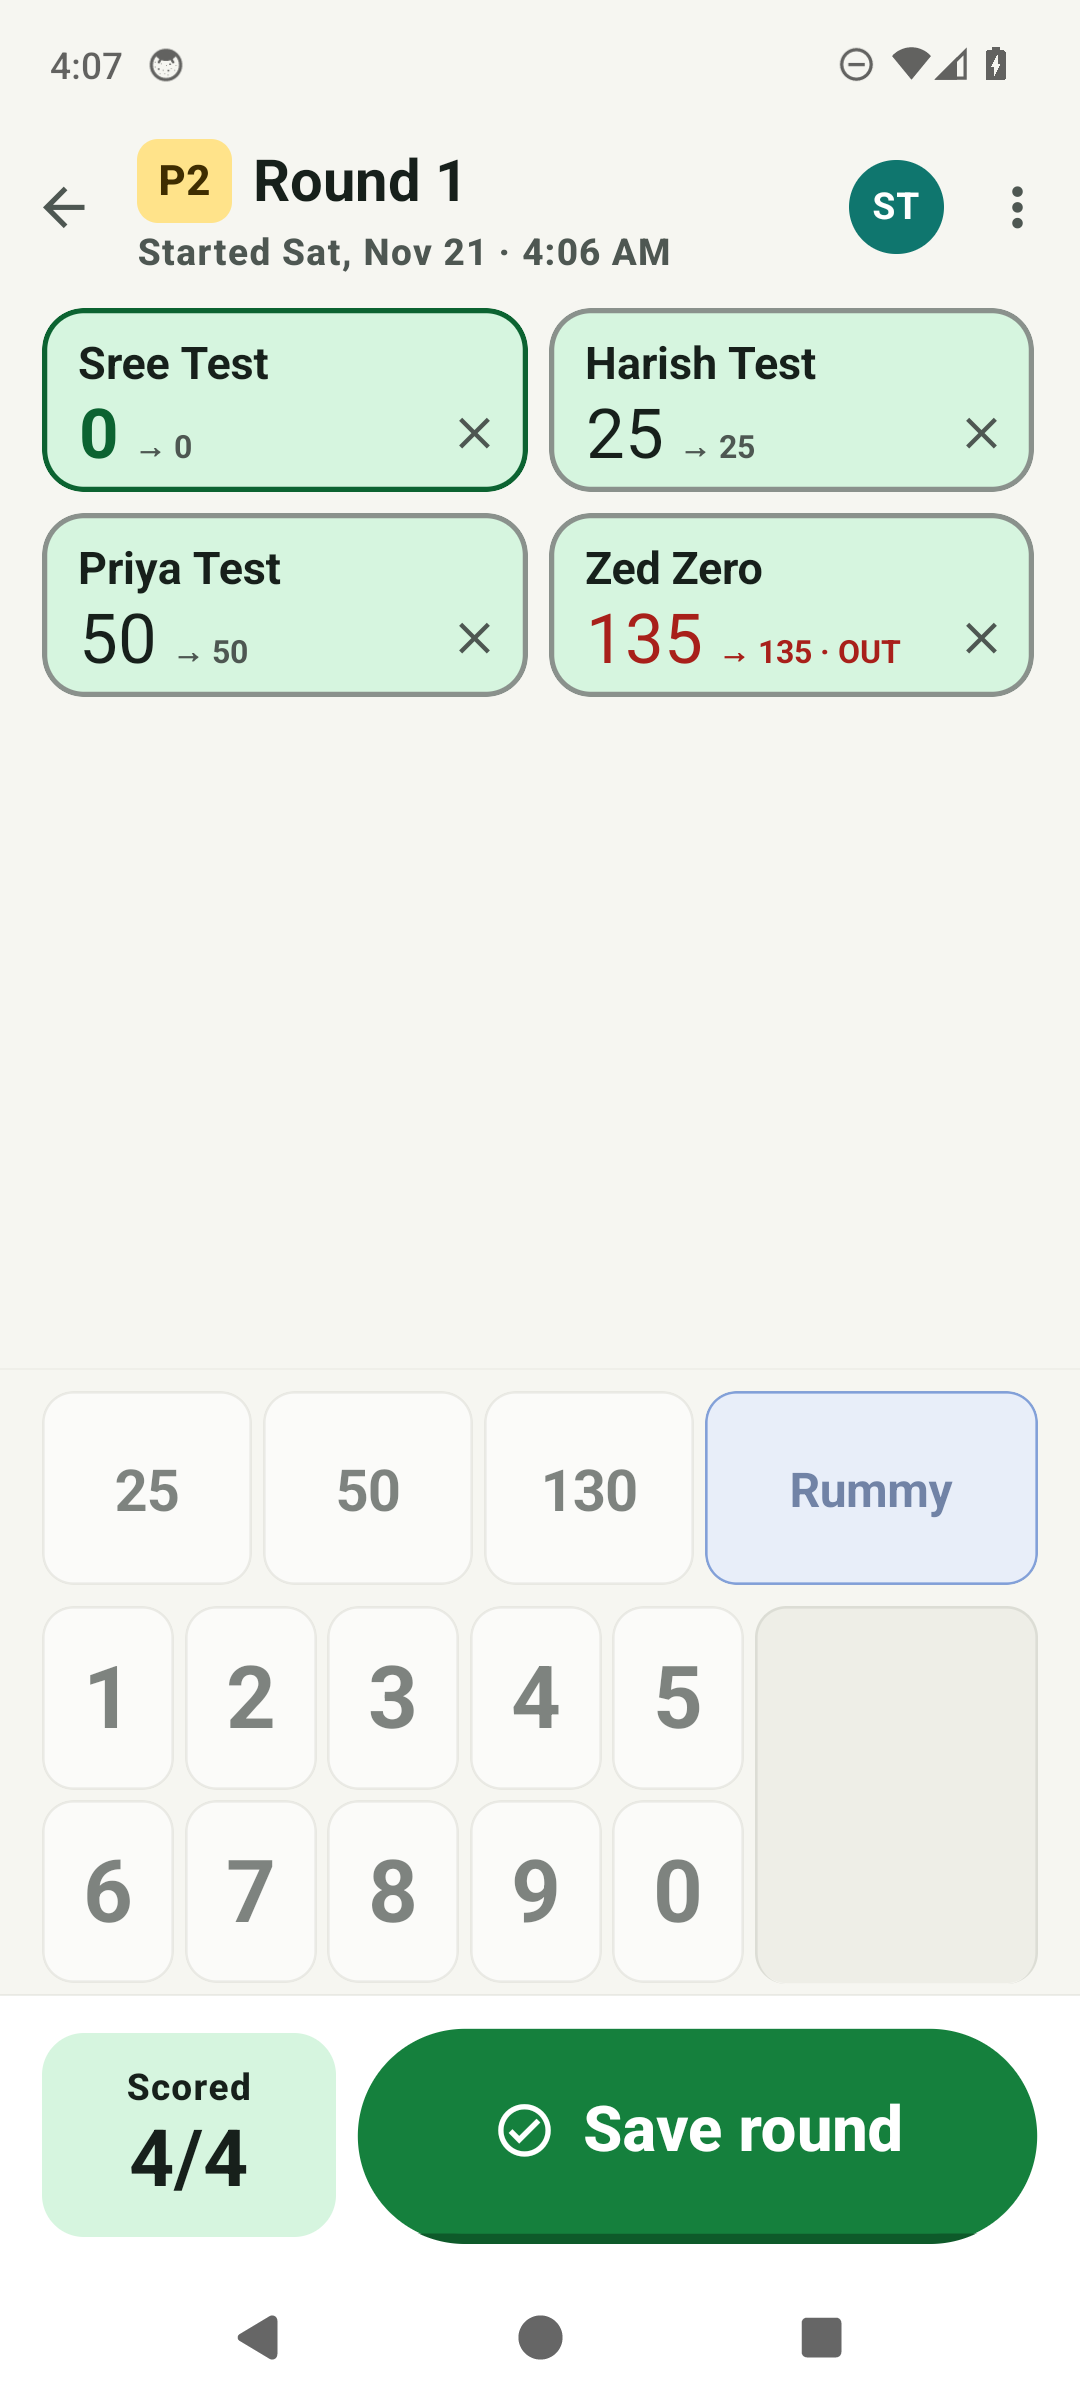 4:07
P2 Round 1
ST
Started Sat, Nov 21 · 4:06 AM
Sree Test
0 → 0
Harish Test
25 → 25
Priya Test
50 → 50
Zed Zero
135 → 135 · OUT
25 50 130 Rummy
1 2 3 4 5
6 7 8 9 0
Scored
4/4
Save round